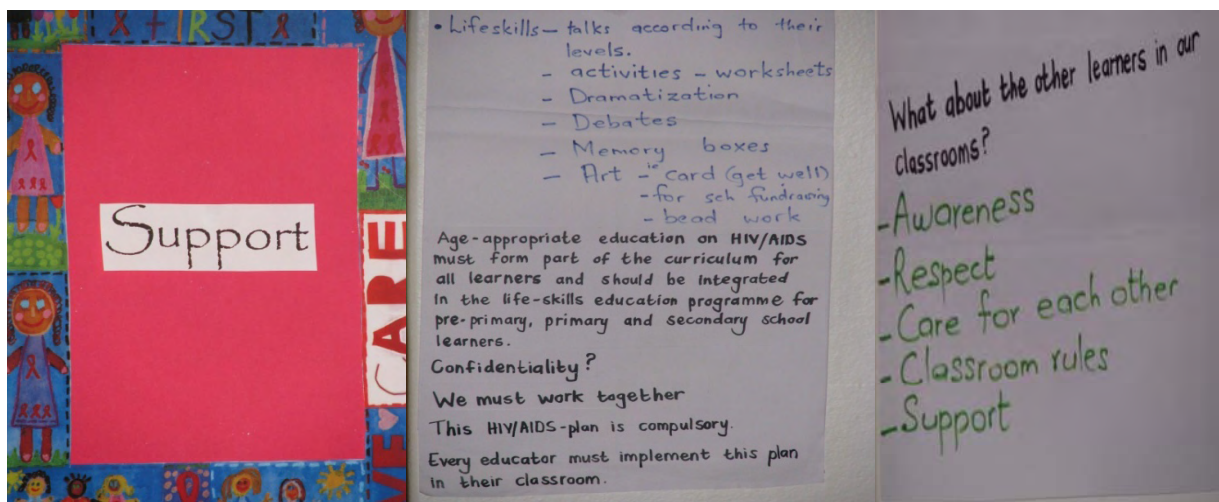 FIRST
Support
CARE
• Lifeskills – talks according to their
levels.
– activities – worksheets
– Dramatization
– Debates
– Memory boxes
– Art – card (get well)
– for sch fundraising
– bead work
Age-appropriate education on HIV/AIDS
must form part of the curriculum for
all learners and should be integrated
in the life-skills education programme for
pre-primary, primary and secondary school
learners.
Confidentiality?
We must work together
This HIV/AIDS-plan is compulsory.
Every educator must implement this plan
in their classroom.
What about the other learners in our
classrooms?
- Awareness
- Respect
- Care for each other
- Classroom rules
- Support